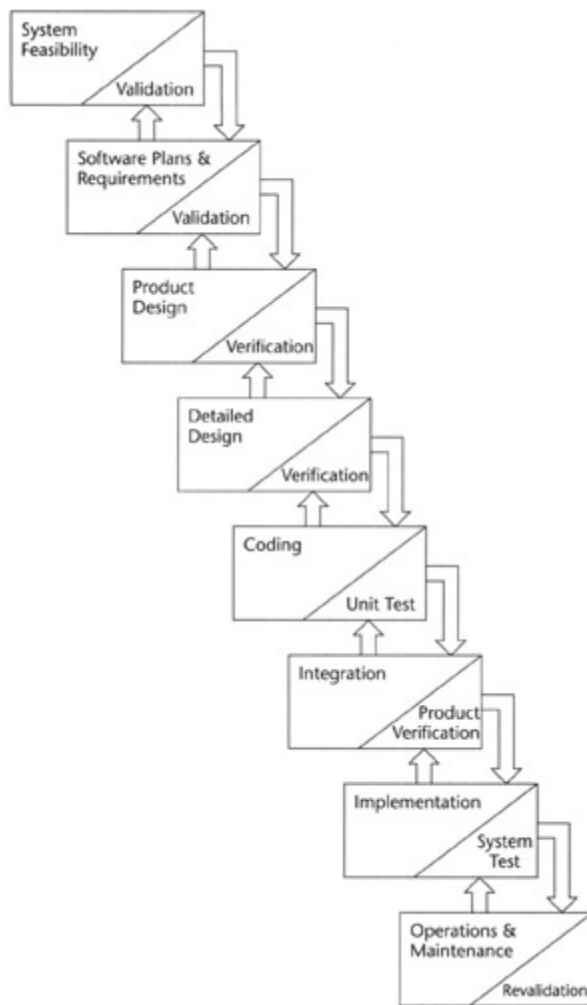 System
Feasibility
Validation
Software Plans &
Requirements
Validation
Product
Design
Verification
Detailed
Design
Verification
Coding
Unit Test
Integration
Product
Verification
Implementation
System
Test
Operations &
Maintenance
Revalidation